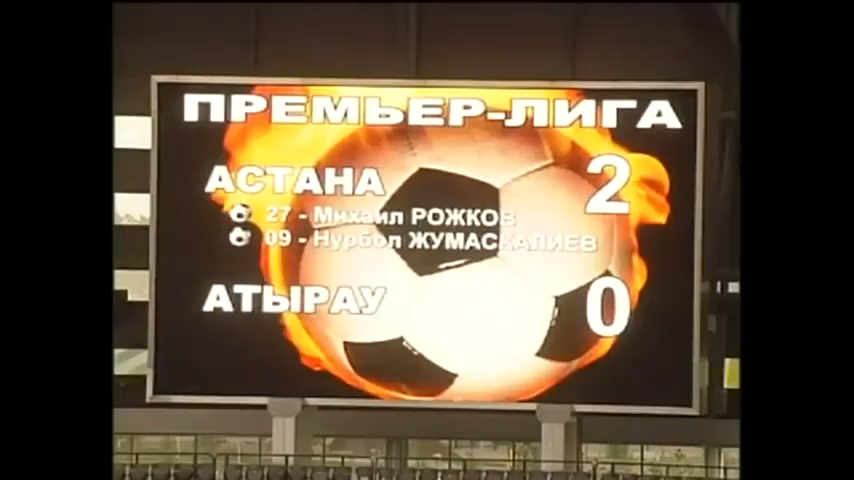 ПРЕМЬЕР-ЛИГА
АСТАНА 2
27 - Михаил РОЖКОВ
09 - Нурбол ЖУМАСКАЛИЕВ
АТЫРАУ 0